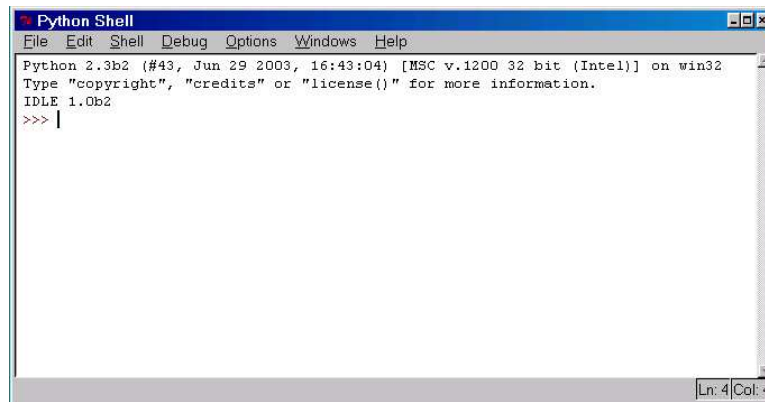 Python Shell
File Edit Shell Debug Options Windows Help
Python 2.3b2 (#43, Jun 29 2003, 16:43:04) [MSC v.1200 32 bit (Intel)] on win32
Type "copyright", "credits" or "license()" for more information.
IDLE 1.0b2
>>>
Ln: 4 Col: 4